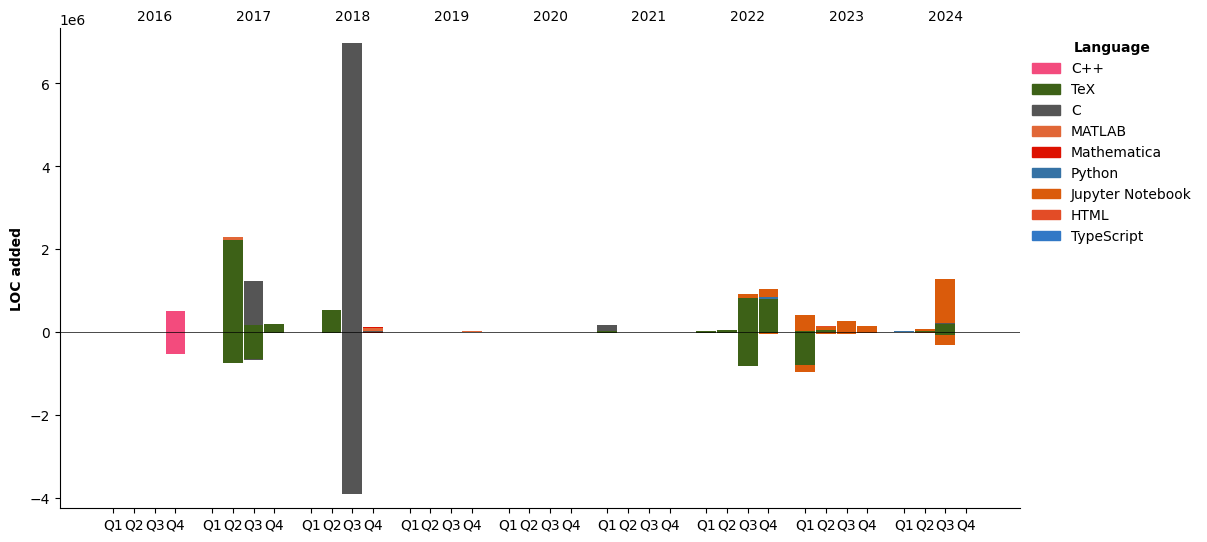 2016 2017 2018 2019 2020 2021 2022 2023 2024
1e6
Language
C++
TeX
C
MATLAB
Mathematica
Python
Jupyter Notebook
HTML
TypeScript
LOC added
6
4
2
0
−2
−4
Q1 Q2 Q3 Q4 Q1 Q2 Q3 Q4 Q1 Q2 Q3 Q4 Q1 Q2 Q3 Q4 Q1 Q2 Q3 Q4 Q1 Q2 Q3 Q4 Q1 Q2 Q3 Q4 Q1 Q2 Q3 Q4 Q1 Q2 Q3 Q4